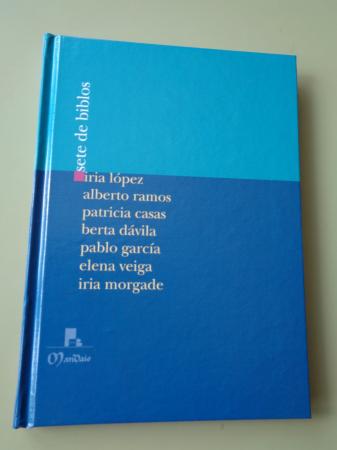 sete de biblos
iria lópez
alberto ramos
patricia casas
berta dávila
pablo garcía
elena veiga
iria morgade
Mandaio